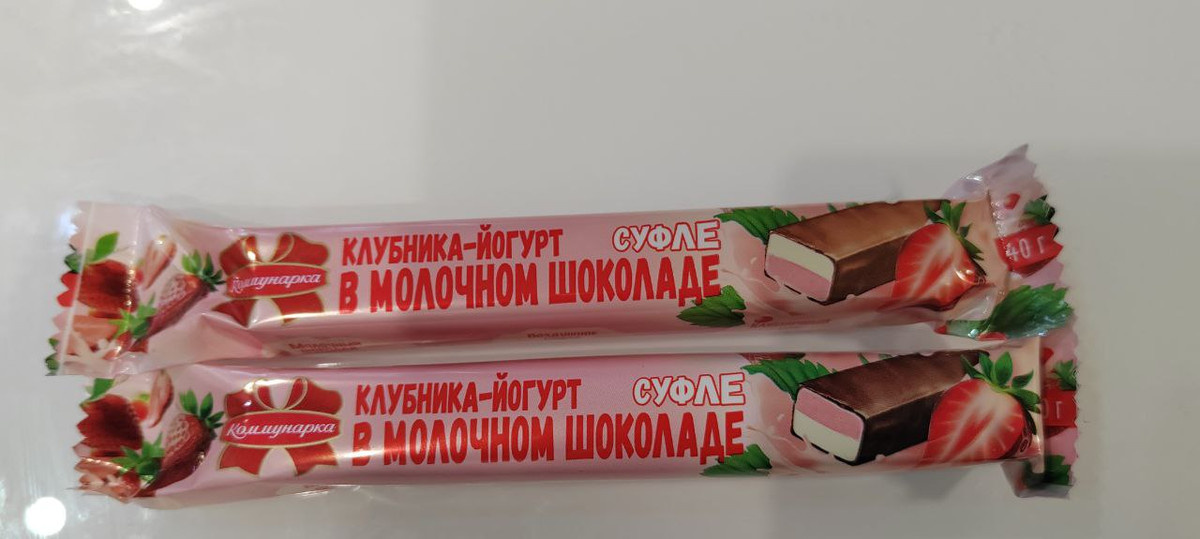 Коммунарка
КЛУБНИКА-ЙОГУРТ
СУФЛЕ
В МОЛОЧНОМ ШОКОЛАДЕ
40 г
Коммунарка
КЛУБНИКА-ЙОГУРТ
СУФЛЕ
В МОЛОЧНОМ ШОКОЛАДЕ